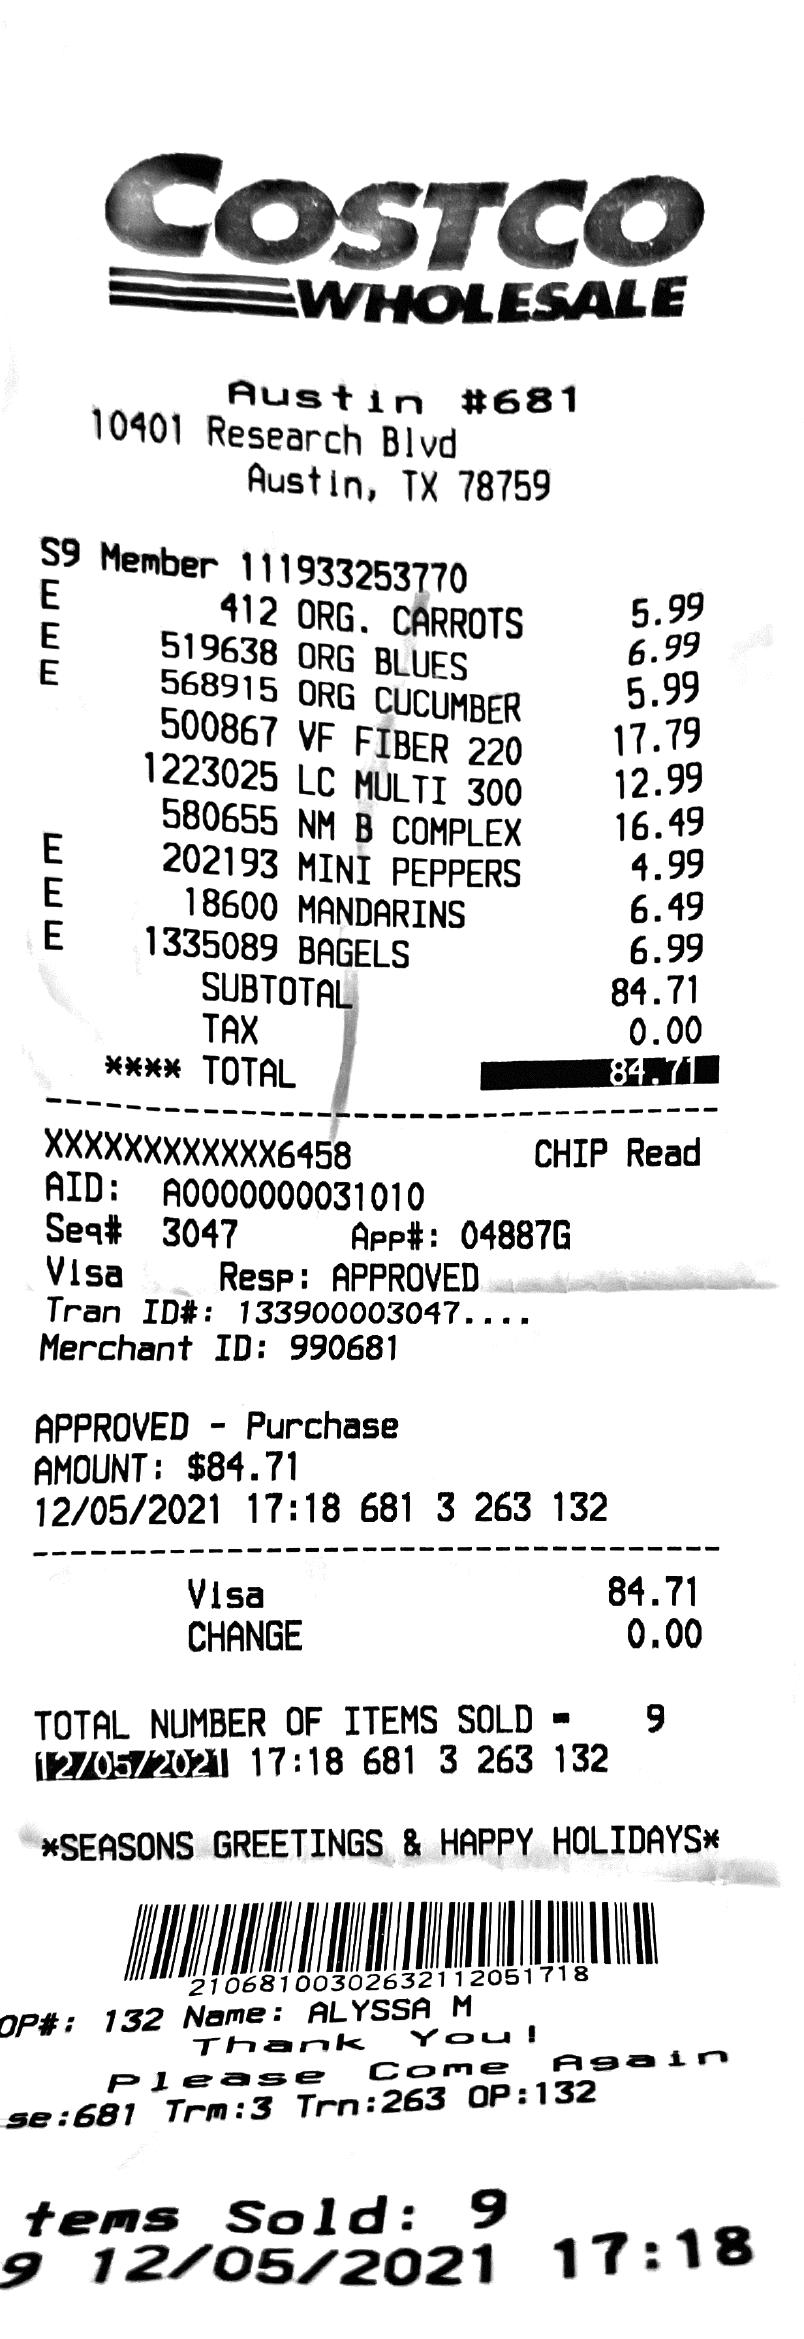 COSTCO
WHOLESALE
Austin #681
10401 Research Blvd
Austin, TX 78759
S9 Member 111933253770
E 412 ORG. CARROTS 5.99
E 519638 ORG BLUES 6.99
E 568915 ORG CUCUMBER 5.99
500867 VF FIBER 220 17.79
1223025 LC MULTI 300 12.99
580655 NM B COMPLEX 16.49
E 202193 MINI PEPPERS 4.99
E 18600 MANDARINS 6.49
E 1335089 BAGELS 6.99
SUBTOTAL 84.71
TAX 0.00
**** TOTAL 84.71
XXXXXXXXXXXX6458 CHIP Read
AID: A0000000031010
Seq# 3047 App#: 04887G
Visa Resp: APPROVED
Tran ID#: 133900003047....
Merchant ID: 990681
APPROVED - Purchase
AMOUNT: $84.71
12/05/2021 17:18 681 3 263 132
Visa 84.71
CHANGE 0.00
TOTAL NUMBER OF ITEMS SOLD = 9
12/05/2021 17:18 681 3 263 132
*SEASONS GREETINGS & HAPPY HOLIDAYS*
21068100302632112051718
OP#: 132 Name: ALYSSA M
Thank You!
Please Come Again
se:681 Trm:3 Trn:263 OP:132
tems Sold: 9
9 12/05/2021 17:18